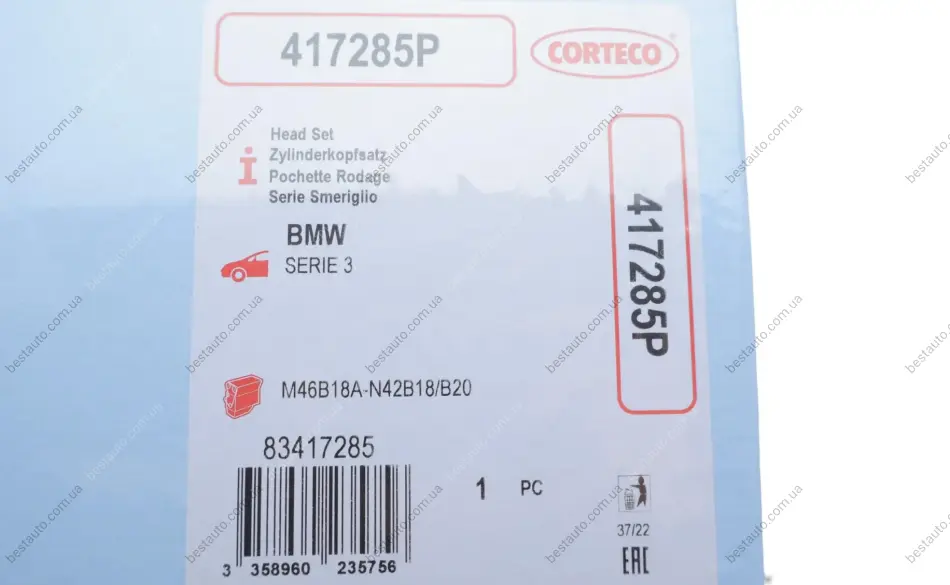 417285P
CORTECO
Head Set
Zylinderkopfsatz
Pochette Rodage
Serie Smeriglio
BMW
SERIE 3
417285P
M46B18A-N42B18/B20
83417285
1 PC
37/22
EAC
3 358960 235756
bestauto.com.ua